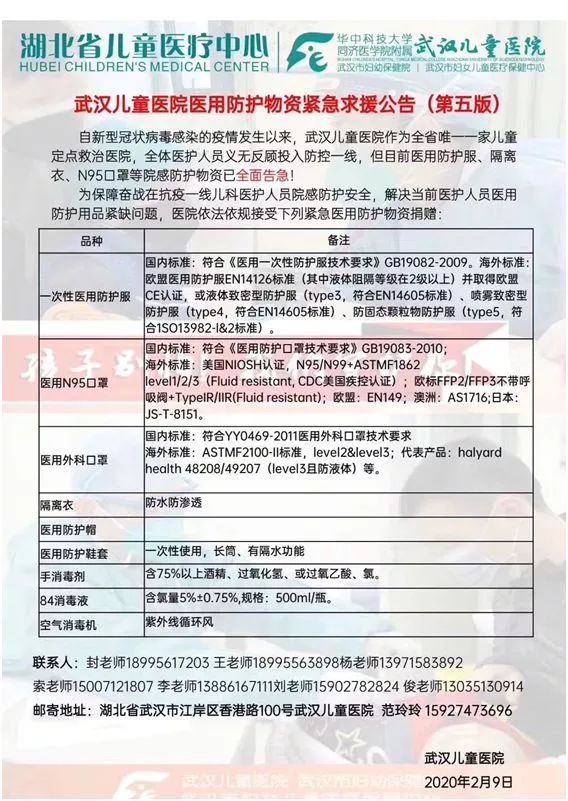 湖北省儿童医疗中心
HUBEI CHILDREN'S MEDICAL CENTER
华中科技大学
同济医学院附属
武汉儿童医院
武汉市妇幼保健院 | 武汉市妇女儿童医疗保健中心
武汉儿童医院医用防护物资紧急求援公告（第五版）
自新型冠状病毒感染的疫情发生以来，武汉儿童医院作为全省唯一一家儿童
定点救治医院，全体医护人员义无反顾投入防控一线，但目前医用防护服、隔离
衣、N95口罩等院感防护物资已全面告急！
为保障奋战在抗疫一线儿科医护人员院感防护安全，解决当前医护人员医用
防护用品紧缺问题，医院依法依规接受下列紧急医用防护物资捐赠：
品种 备注
一次性医用防护服
国内标准：符合《医用一次性防护服技术要求》GB19082-2009。海外标准：
欧盟医用防护服EN14126标准（其中液体阻隔等级在2级以上）并取得欧盟
CE认证，或液体致密型防护服（type3，符合EN14605标准）、喷雾致密型
防护服（type4，符合EN14605标准）、防固态颗粒物防护服（type5，符
合1SO13982-I&2标准）。
医用N95口罩
国内标准：符合《医用防护口罩技术要求》GB19083-2010；
海外标准：美国NIOSH认证，N95/N99+ASTMF1862
level1/2/3（Fluid resistant, CDC美国疾控认证）；欧标FFP2/FFP3不带呼
吸阀+TypeIR/IIR(Fluid resistant)；欧盟：EN149；澳洲：AS1716;日本：
JS-T-8151。
医用外科口罩
国内标准：符合YY0469-2011医用外科口罩技术要求
海外标准：ASTMF2100-II标准，level2&level3；代表产品：halyard
health 48208/49207（level3且防液体）等。
隔离衣 防水防渗透
医用防护帽
医用防护鞋套 一次性使用，长筒、有隔水功能
手消毒剂 含75%以上酒精、过氧化氢、或过氧乙酸、氯。
84消毒液 含氯量5%±0.75%,规格：500ml/瓶。
空气消毒机 紫外线循环风
联系人：封老师18995617203 王老师18995563898杨老师13971583892
索老师15007121807 李老师13886167111刘老师15902782824 俊老师13035130914
邮寄地址：湖北省武汉市江岸区香港路100号武汉儿童医院 范玲玲 15927473696
武汉儿童医院
2020年2月9日